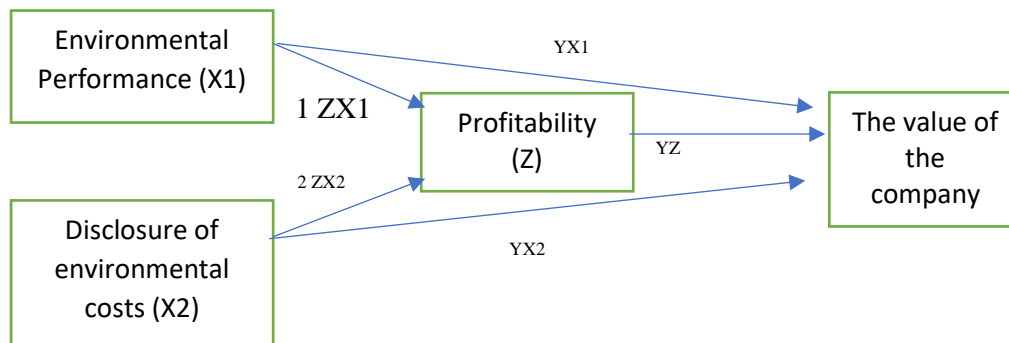 Environmental
Performance (X1)
YX1
1 ZX1
Profitability
(Z)
YZ
The value of
the
company
2 ZX2
Disclosure of
environmental
costs (X2)
YX2